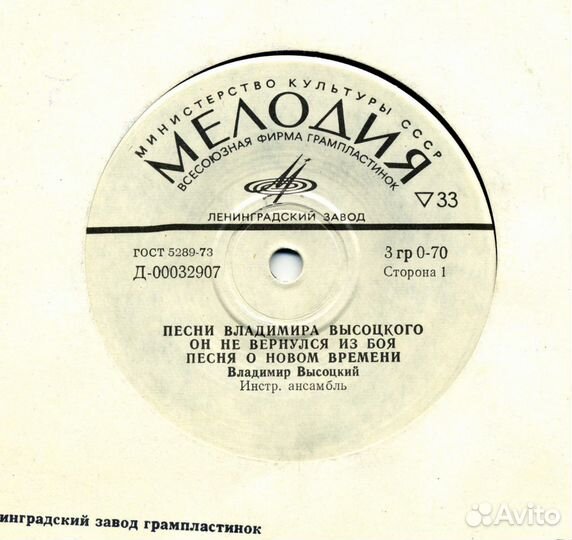 МИНИСТЕРСТВО КУЛЬТУРЫ СССР
МЕЛОДИЯ
ВСЕСОЮЗНАЯ ФИРМА ГРАМПЛАСТИНОК
ЛЕНИНГРАДСКИЙ ЗАВОД
▽33
ГОСТ 5289-73
Д-00032907
3 гр 0-70
Сторона 1
ПЕСНИ ВЛАДИМИРА ВЫСОЦКОГО
ОН НЕ ВЕРНУЛСЯ ИЗ БОЯ
ПЕСНЯ О НОВОМ ВРЕМЕНИ
Владимир Высоцкий
Инстр. ансамбль
инградский завод грампластинок
Avito